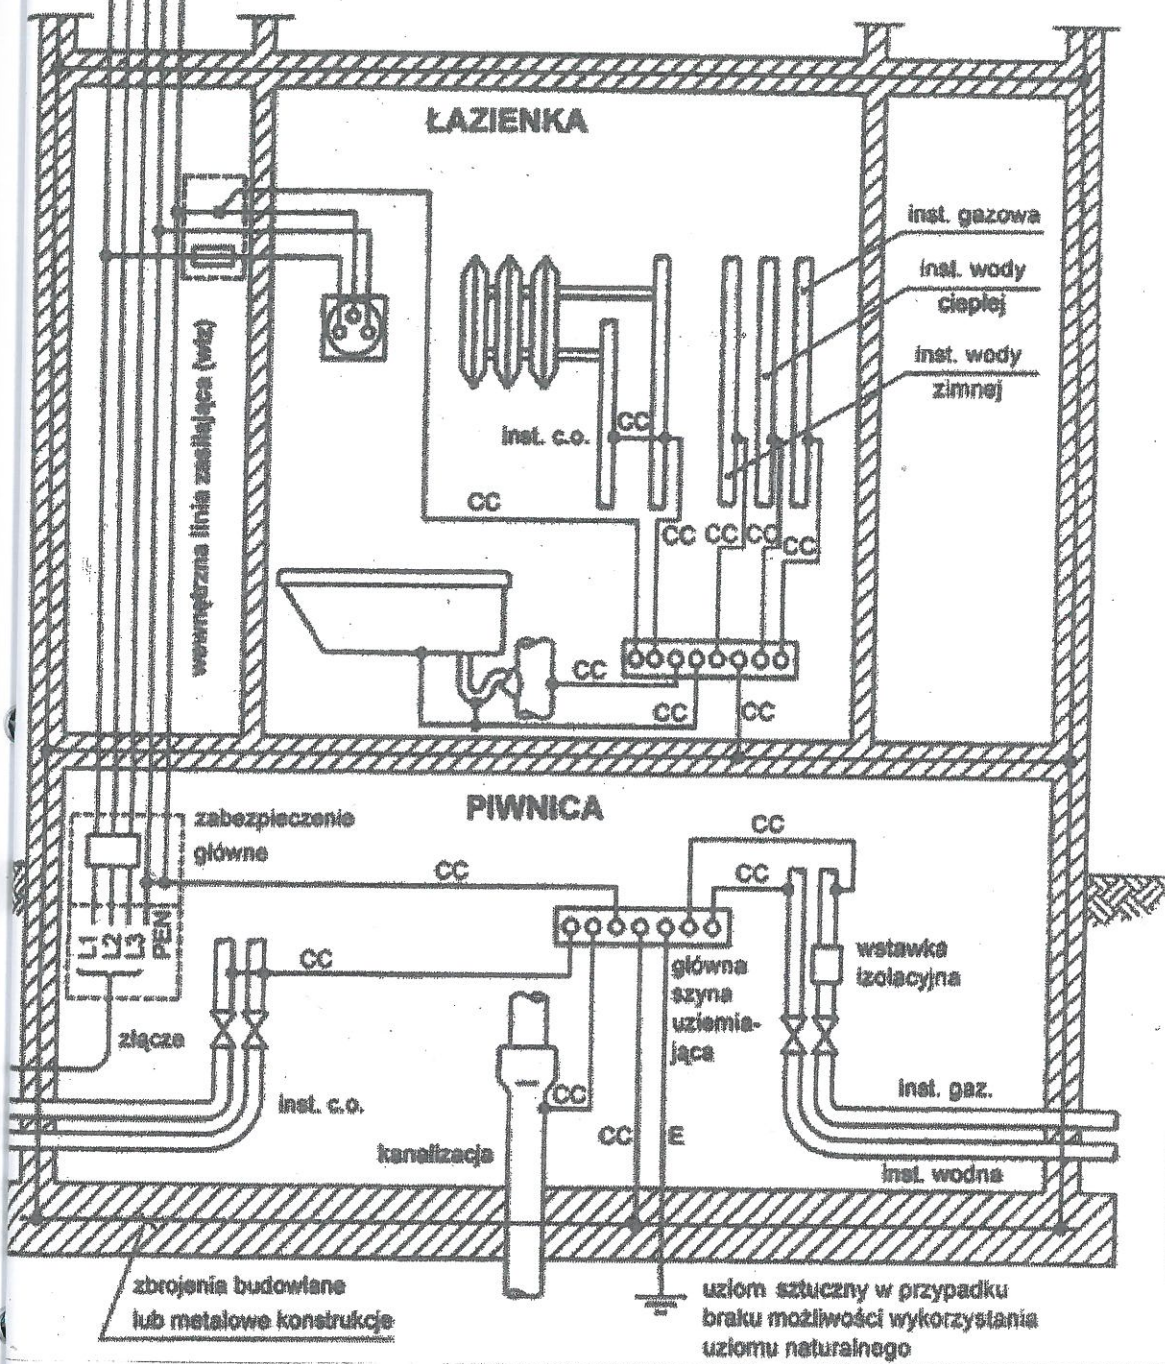 ŁAZIENKA
inst. gazowa
inst. wody
ciepłej
inst. wody
zimnej
wewnętrzna linia zasilająca (wlz)
CC
inst. c.o.
CC
CC
CC
CC
CC
CC
CC
CC
PIWNICA
zabezpieczenie
główne
CC
CC
CC
L1
L2
L3
PEN
CC
główna
szyna
uziemia-
jąca
wstawka
izolacyjna
złącze
inst. c.o.
CC
inst. gaz.
CC
E
kanalizacja
inst. wodna
zbrojenia budowlane
lub metalowe konstrukcje
uziom sztuczny w przypadku
braku możliwości wykorzystania
uziomu naturalnego